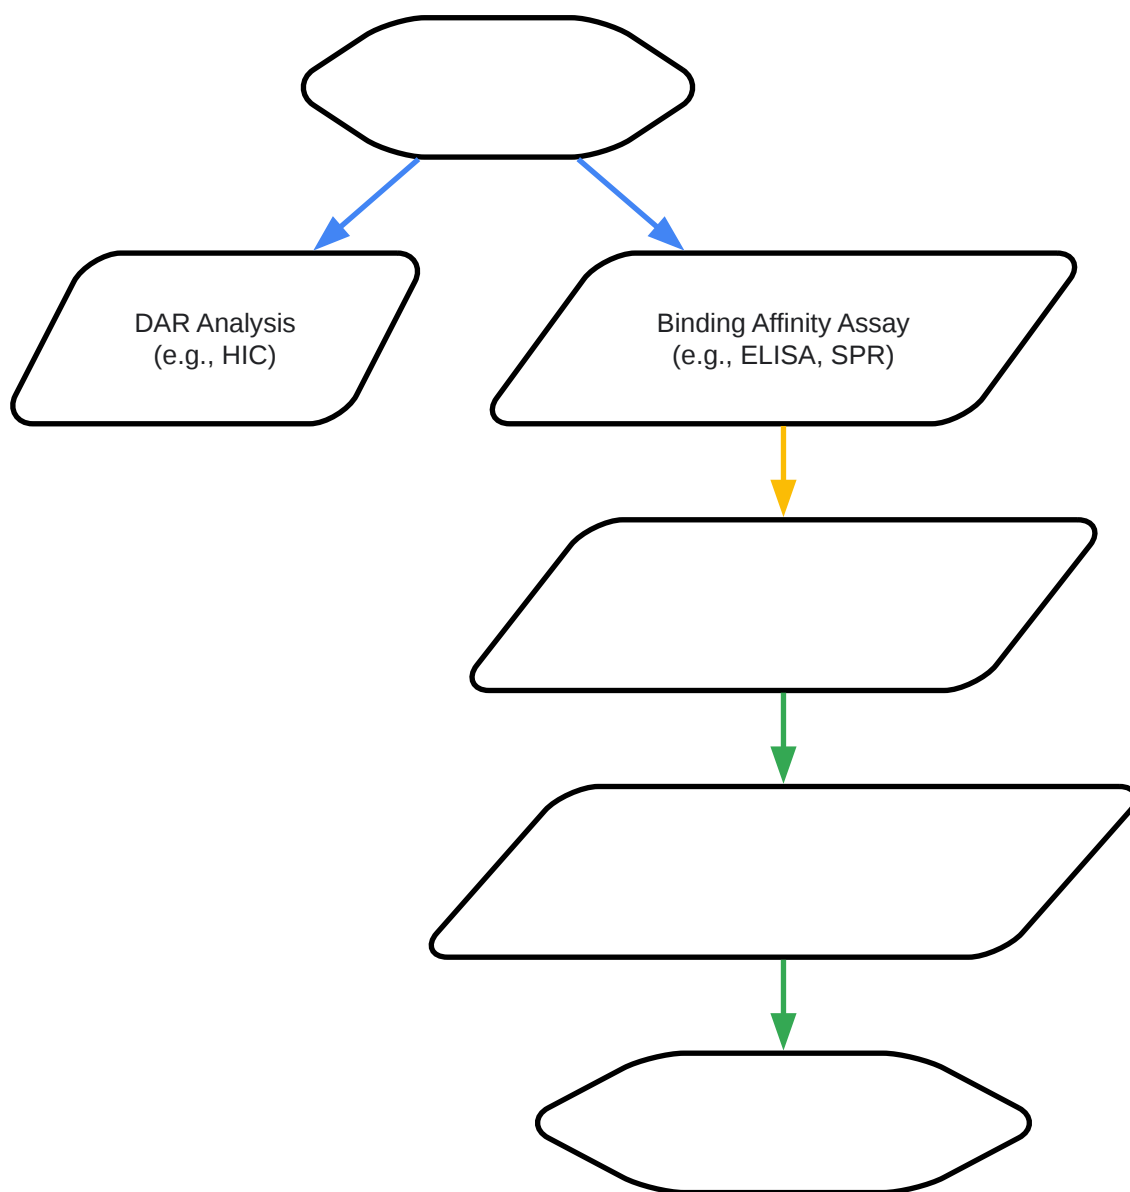 DAR Analysis
(e.g., HIC)
Binding Affinity Assay
(e.g., ELISA, SPR)